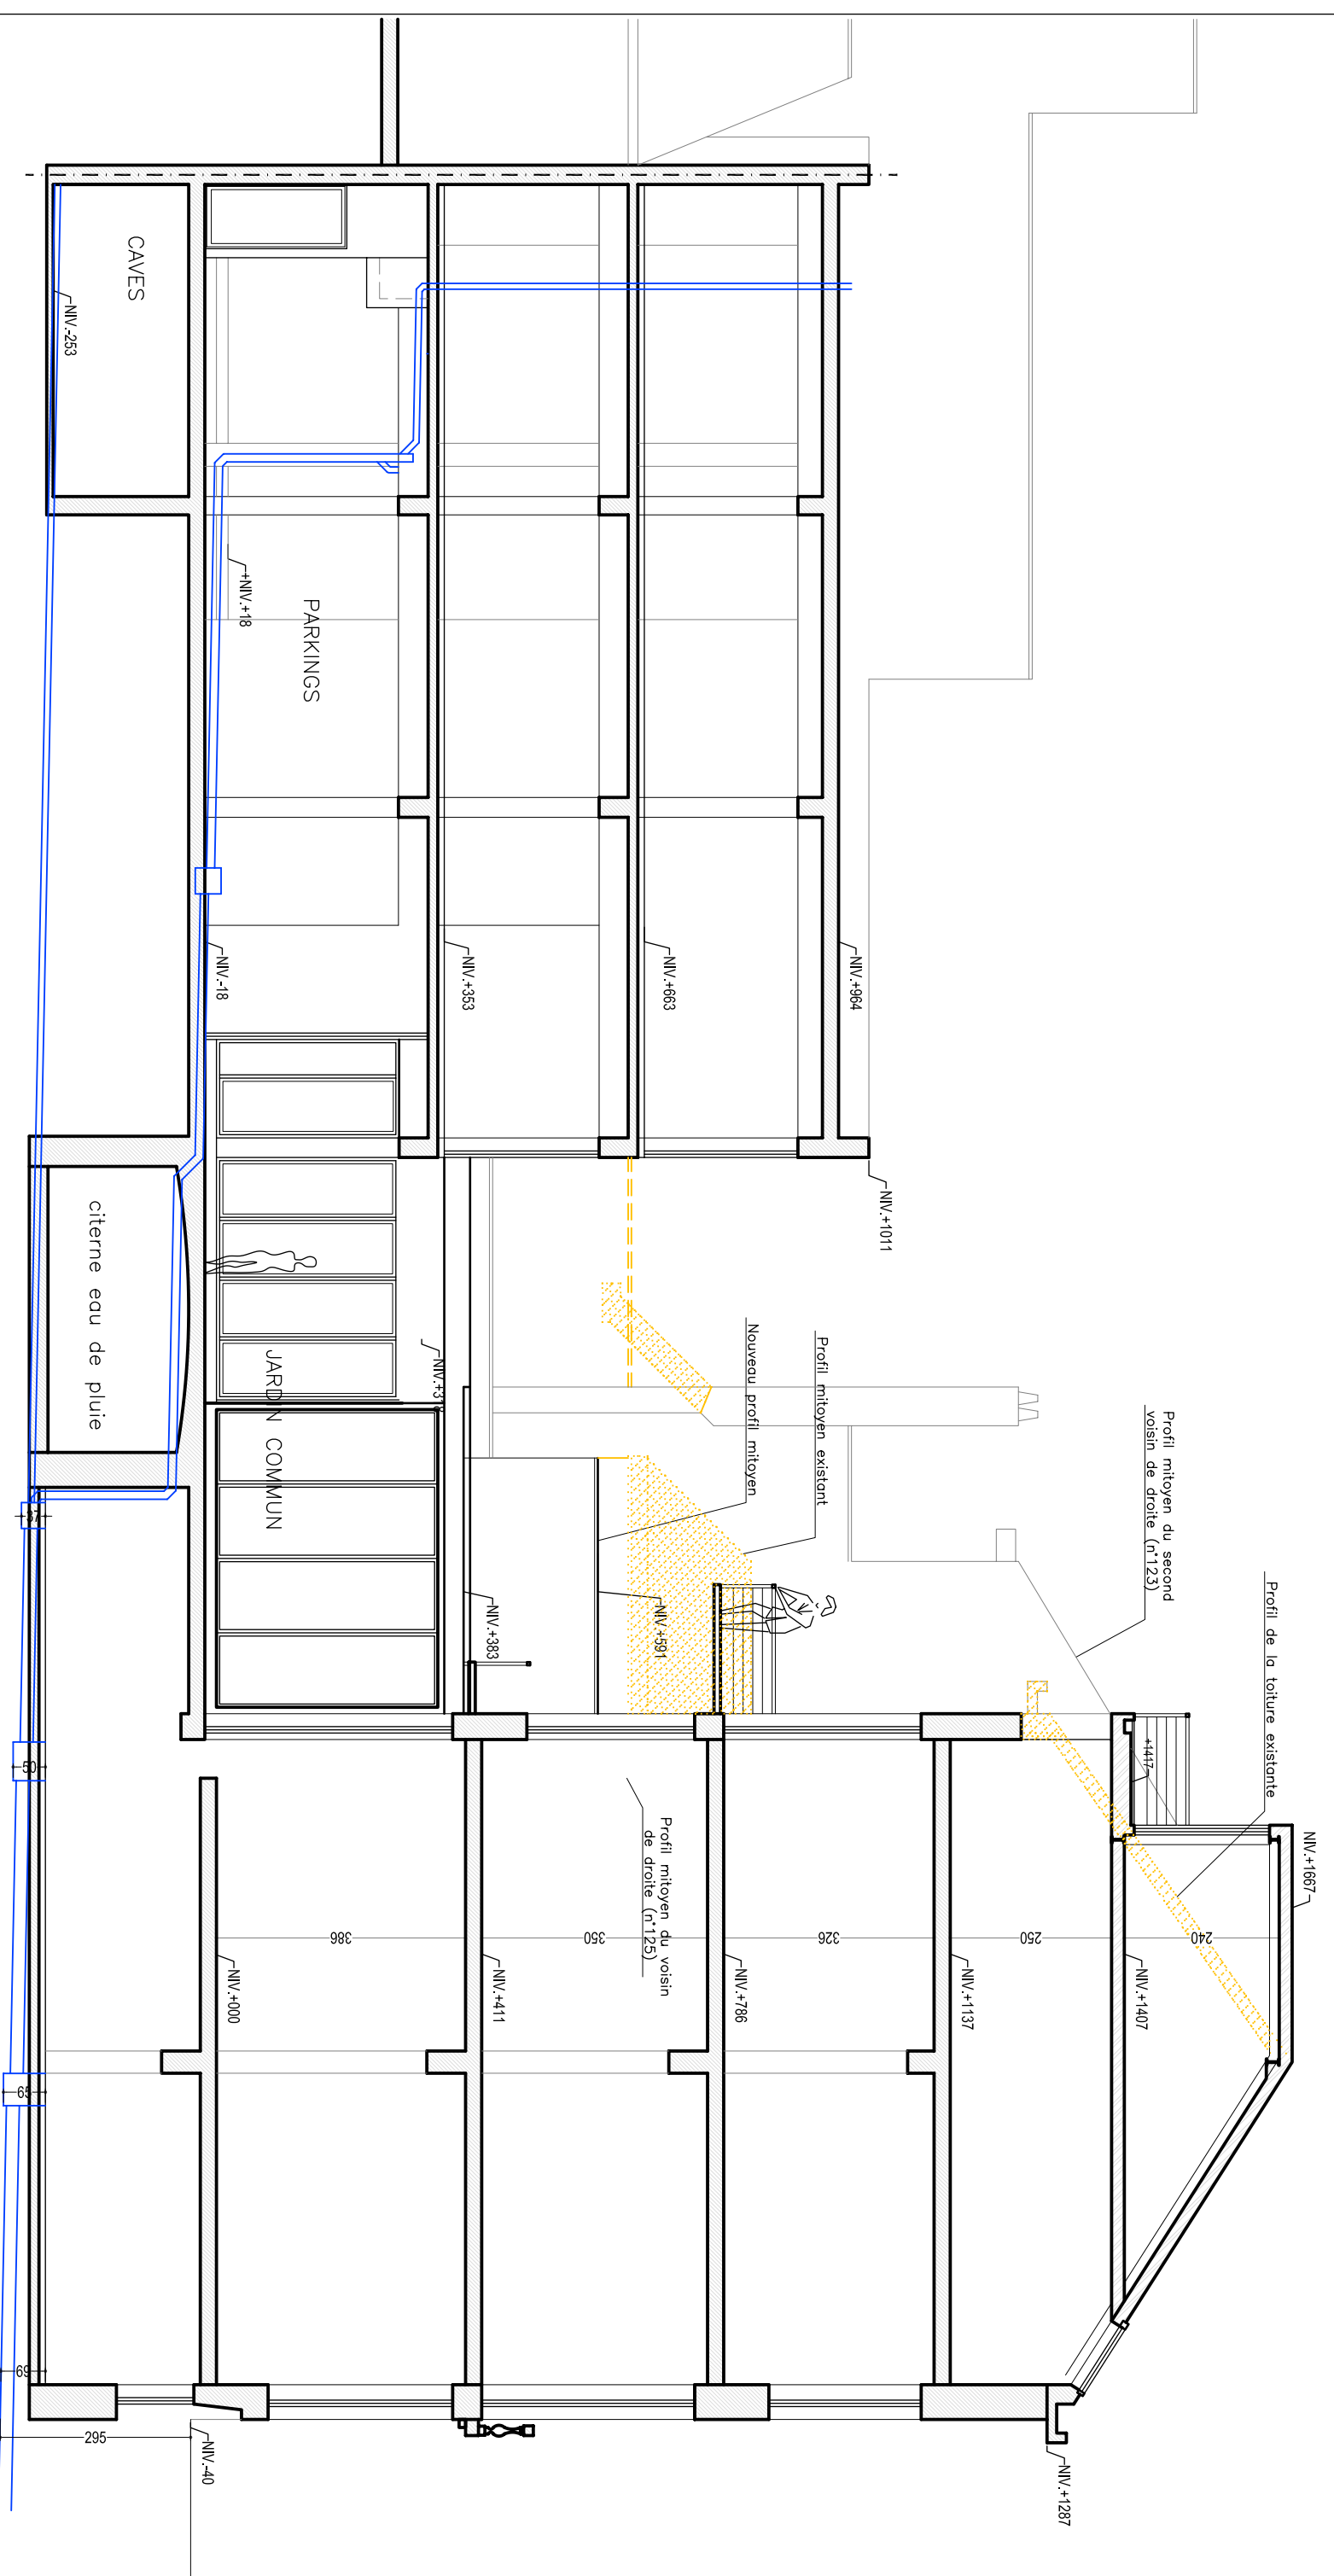 CAVES
NIV.-253
+NIV.+18
PARKINGS
NIV.-18
NIV.+353
NIV.+663
NIV.+964
NIV.+1011
citerne eau de pluie
JARDIN COMMUN
Nouveau profil mitoyen
Profil mitoyen existant
Profil mitoyen du second
voisin de droite (n°123)
Profil de la toiture existante
NIV.+383
NIV.+591
+1417
NIV.+1667
Profil mitoyen du voisin
de droite (n°125)
386
350
326
250
240
NIV.+000
NIV.+411
NIV.+786
NIV.+1137
NIV.+1407
37
50
65
69
295
NIV.-40
NIV.+1287